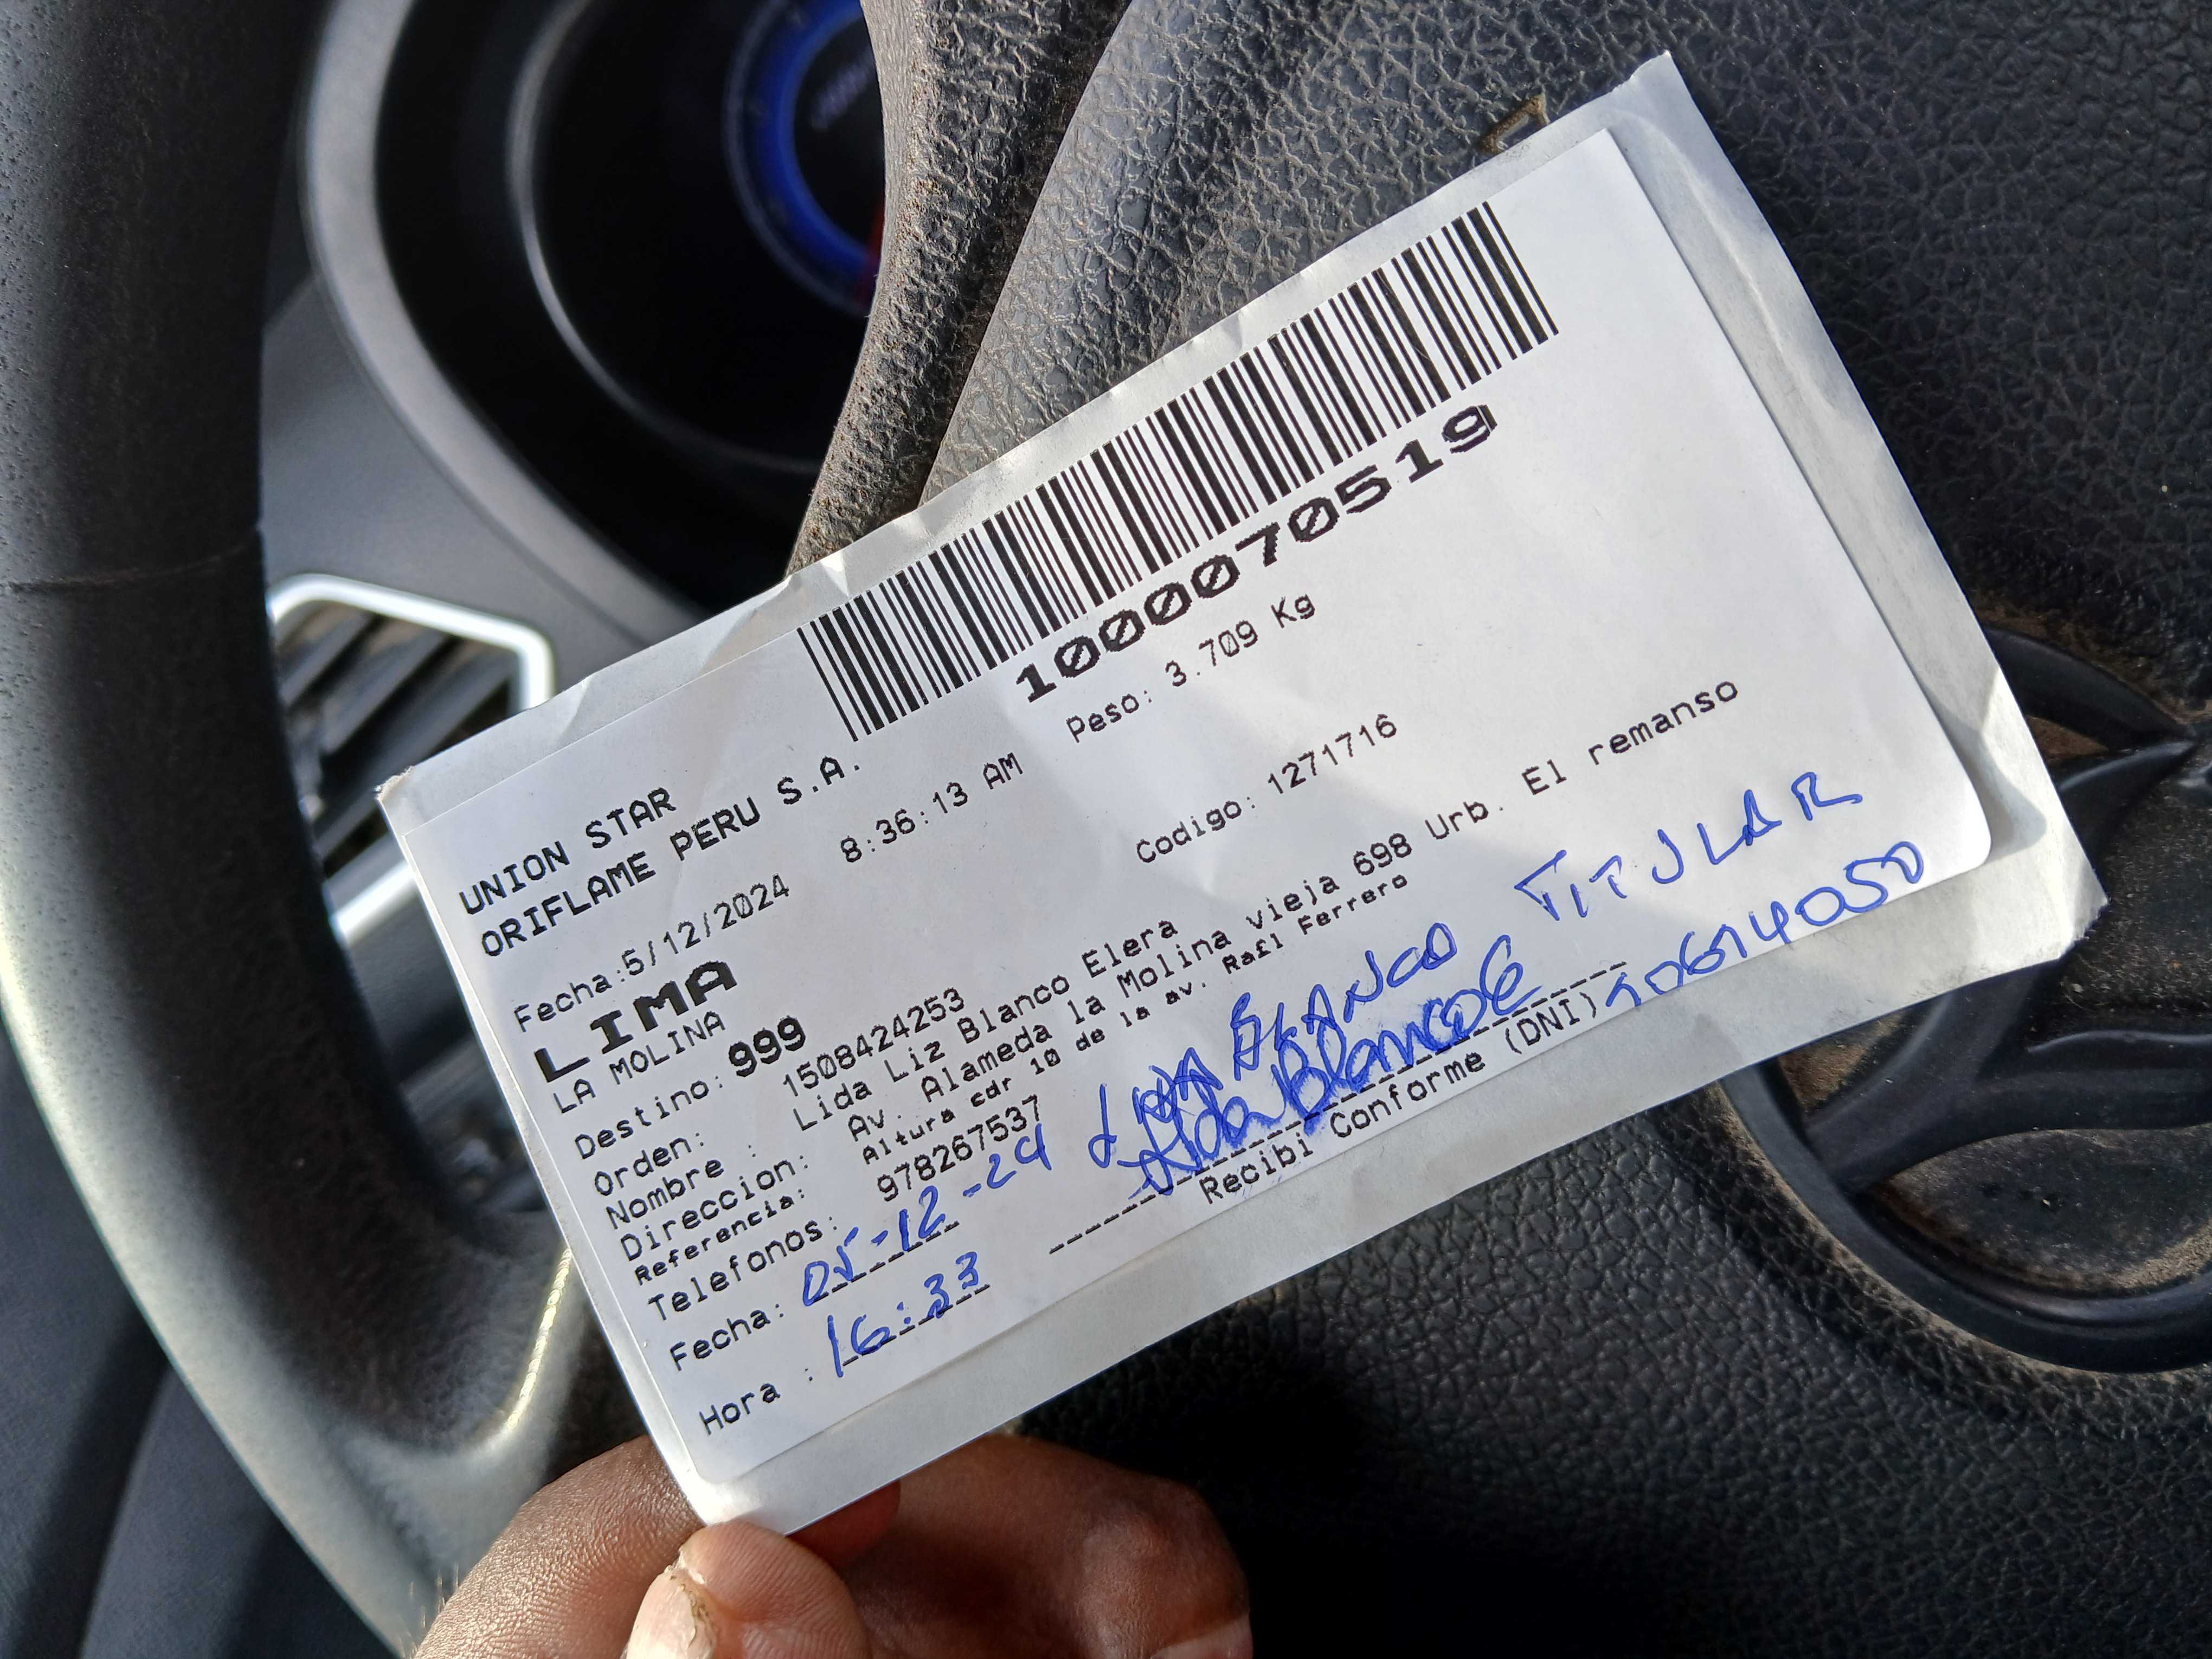 10000070519
Peso: 3.709 Kg
UNION STAR
ORIFLAME PERU S.A.
Fecha:5/12/2024 8:36:13 AM
LIMA
LA MOLINA
Destino: 999 Codigo: 1271716
Orden: 1508424253
Nombre : Lida Liz Blanco Elera
Direccion: Av. Alameda la Molina vieja 698 Urb. El remanso
Referencia: Altura cdr 10 de la av. Rafl Ferrero
Telefonos: 978267537
Fecha: 05-12-24 LIDA BLANCO TITULAR
Hora : 16:33
Recibi Conforme (DNI)